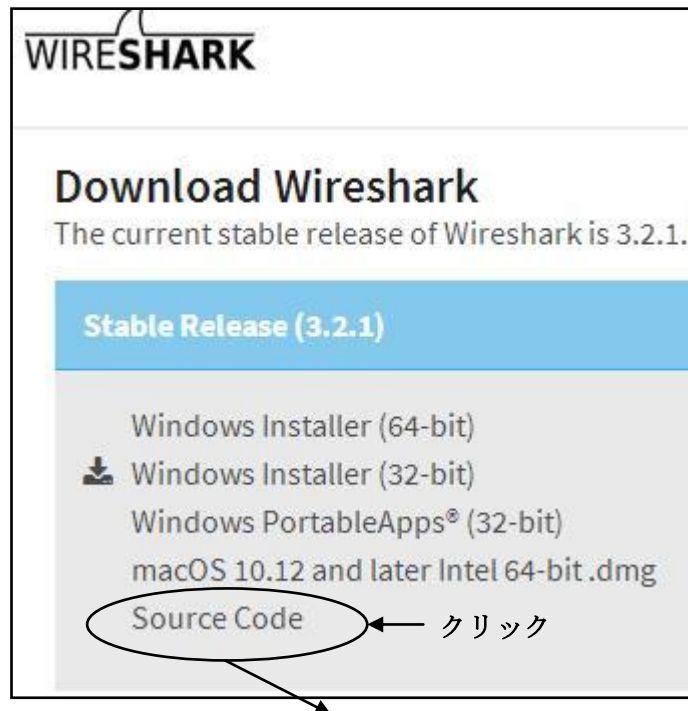 WIRESHARK
Download Wireshark
The current stable release of Wireshark is 3.2.1.
Stable Release (3.2.1)
Windows Installer (64-bit)
Windows Installer (32-bit)
Windows PortableApps® (32-bit)
macOS 10.12 and later Intel 64-bit .dmg
Source Code クリック